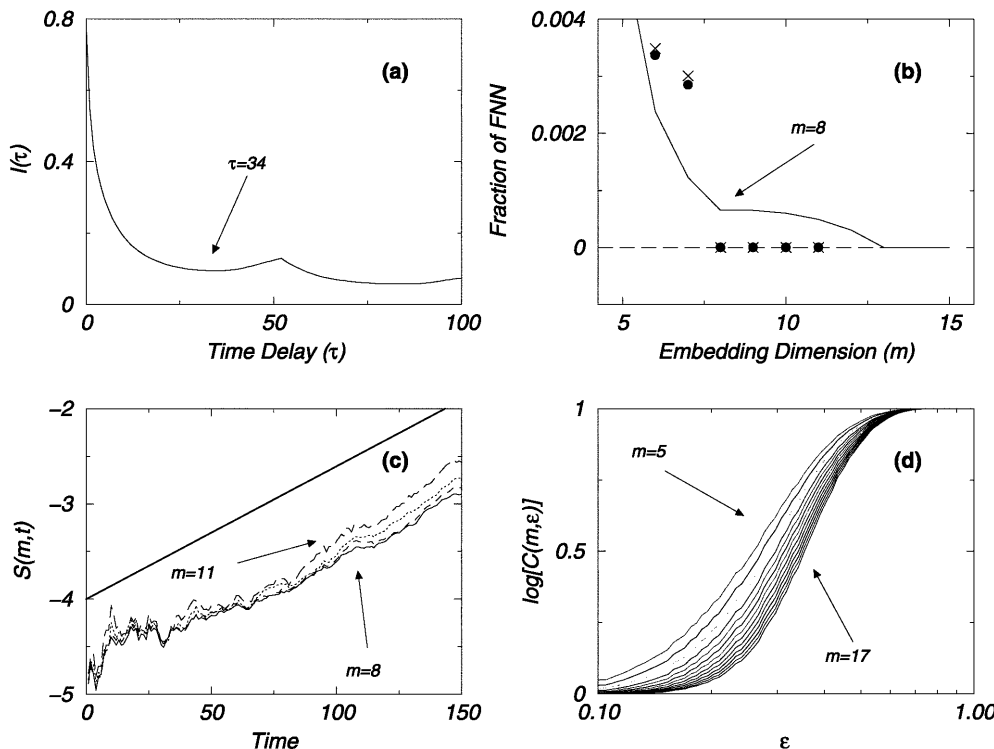 0.8
0.4
0
I(τ)
(a)
τ=34
0
50
100
Time Delay (τ)
0.004
0.002
0
Fraction of FNN
(b)
m=8
5
10
15
Embedding Dimension (m)
−2
−3
−4
−5
S(m,t)
(c)
m=11
m=8
0
50
100
150
Time
1
0.5
0
log[C(m,ε)]
(d)
m=5
m=17
0.10
1.00
ε